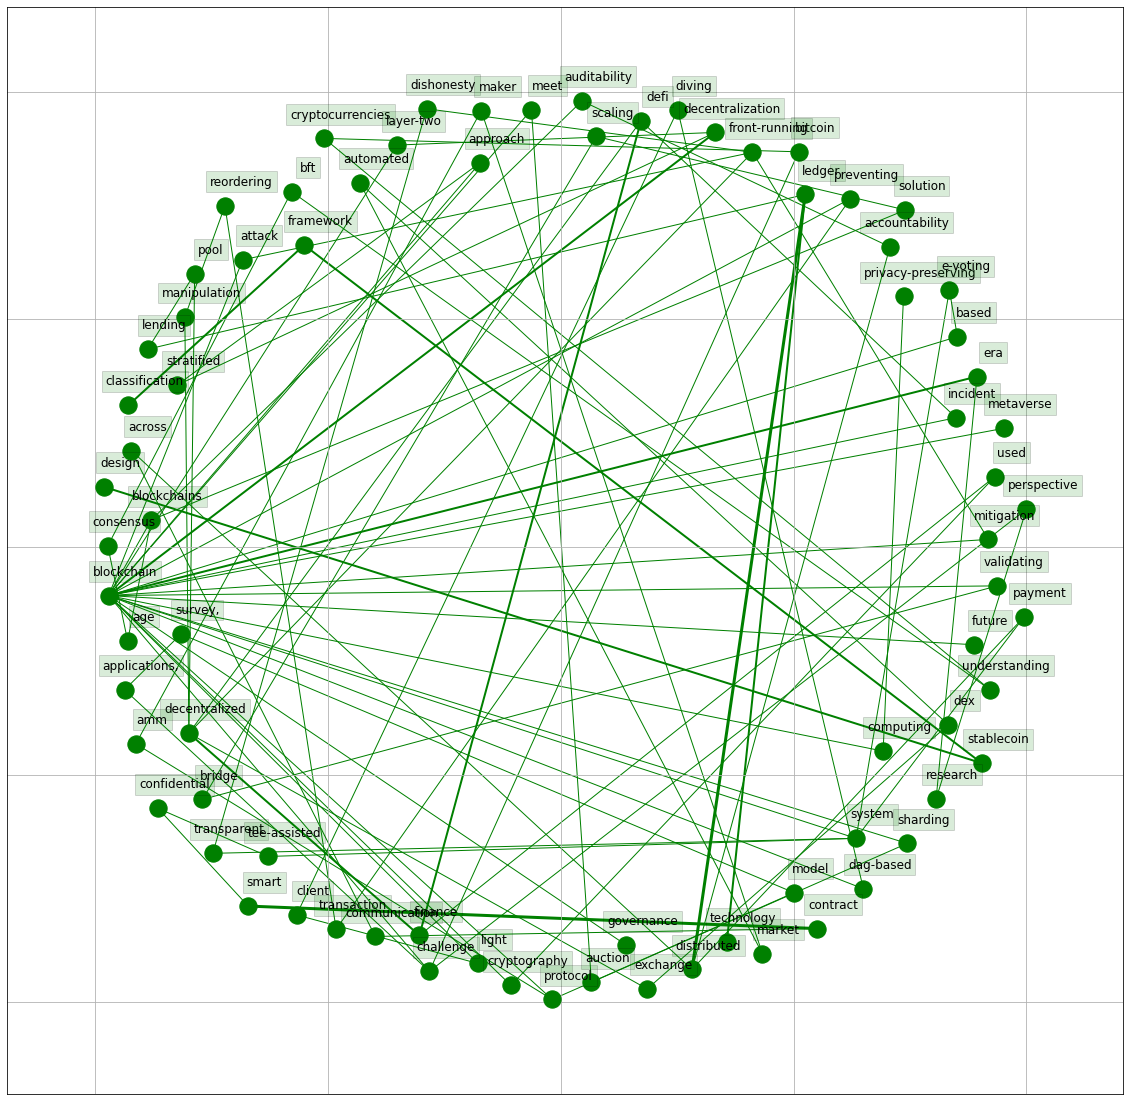 diving
auditability
dishonesty
maker
meet
defi
decentralization
cryptocurrencies
scaling
layer-two
front-running
bitcoin
approach
automated
bft
ledger
preventing
reordering
solution
framework
accountability
attack
pool
privacy-preserving
e-voting
manipulation
based
lending
era
stratified
classification
incident
metaverse
across
used
design
perspective
blockchains
mitigation
consensus
validating
blockchain
payment
survey,
age
future
applications,
understanding
decentralized
dex
amm
computing
stablecoin
bridge
research
confidential
system
sharding
transparent
tee-assisted
dag-based
model
smart
client
contract
transaction
communication
finance
governance
technology
market
light
challenge
distributed
cryptography
auction
exchange
protocol